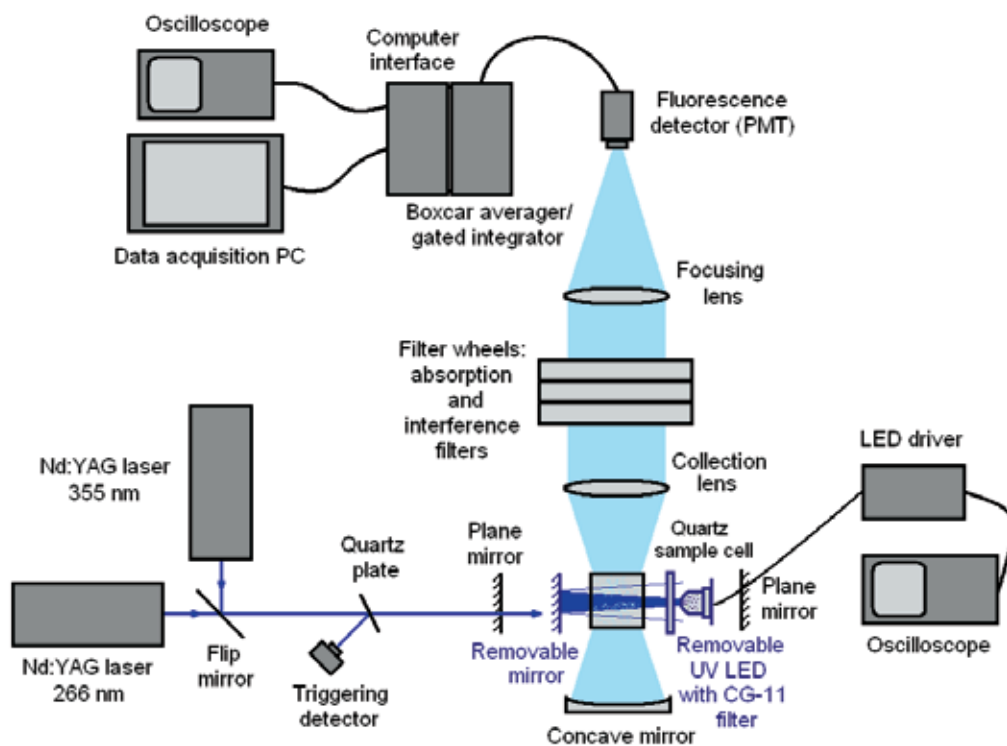 Oscilloscope
Computer
interface
Fluorescence
detector (PMT)
Boxcar averager/
gated integrator
Data acquisition PC
Focusing
lens
Filter wheels:
absorption
and
interference
filters
LED driver
Nd:YAG laser
355 nm
Collection
lens
Quartz
plate
Plane
mirror
Quartz
sample cell
Plane
mirror
Oscilloscope
Nd:YAG laser
266 nm
Flip
mirror
Triggering
detector
Removable
mirror
Removable
UV LED
with CG-11
filter
Concave mirror